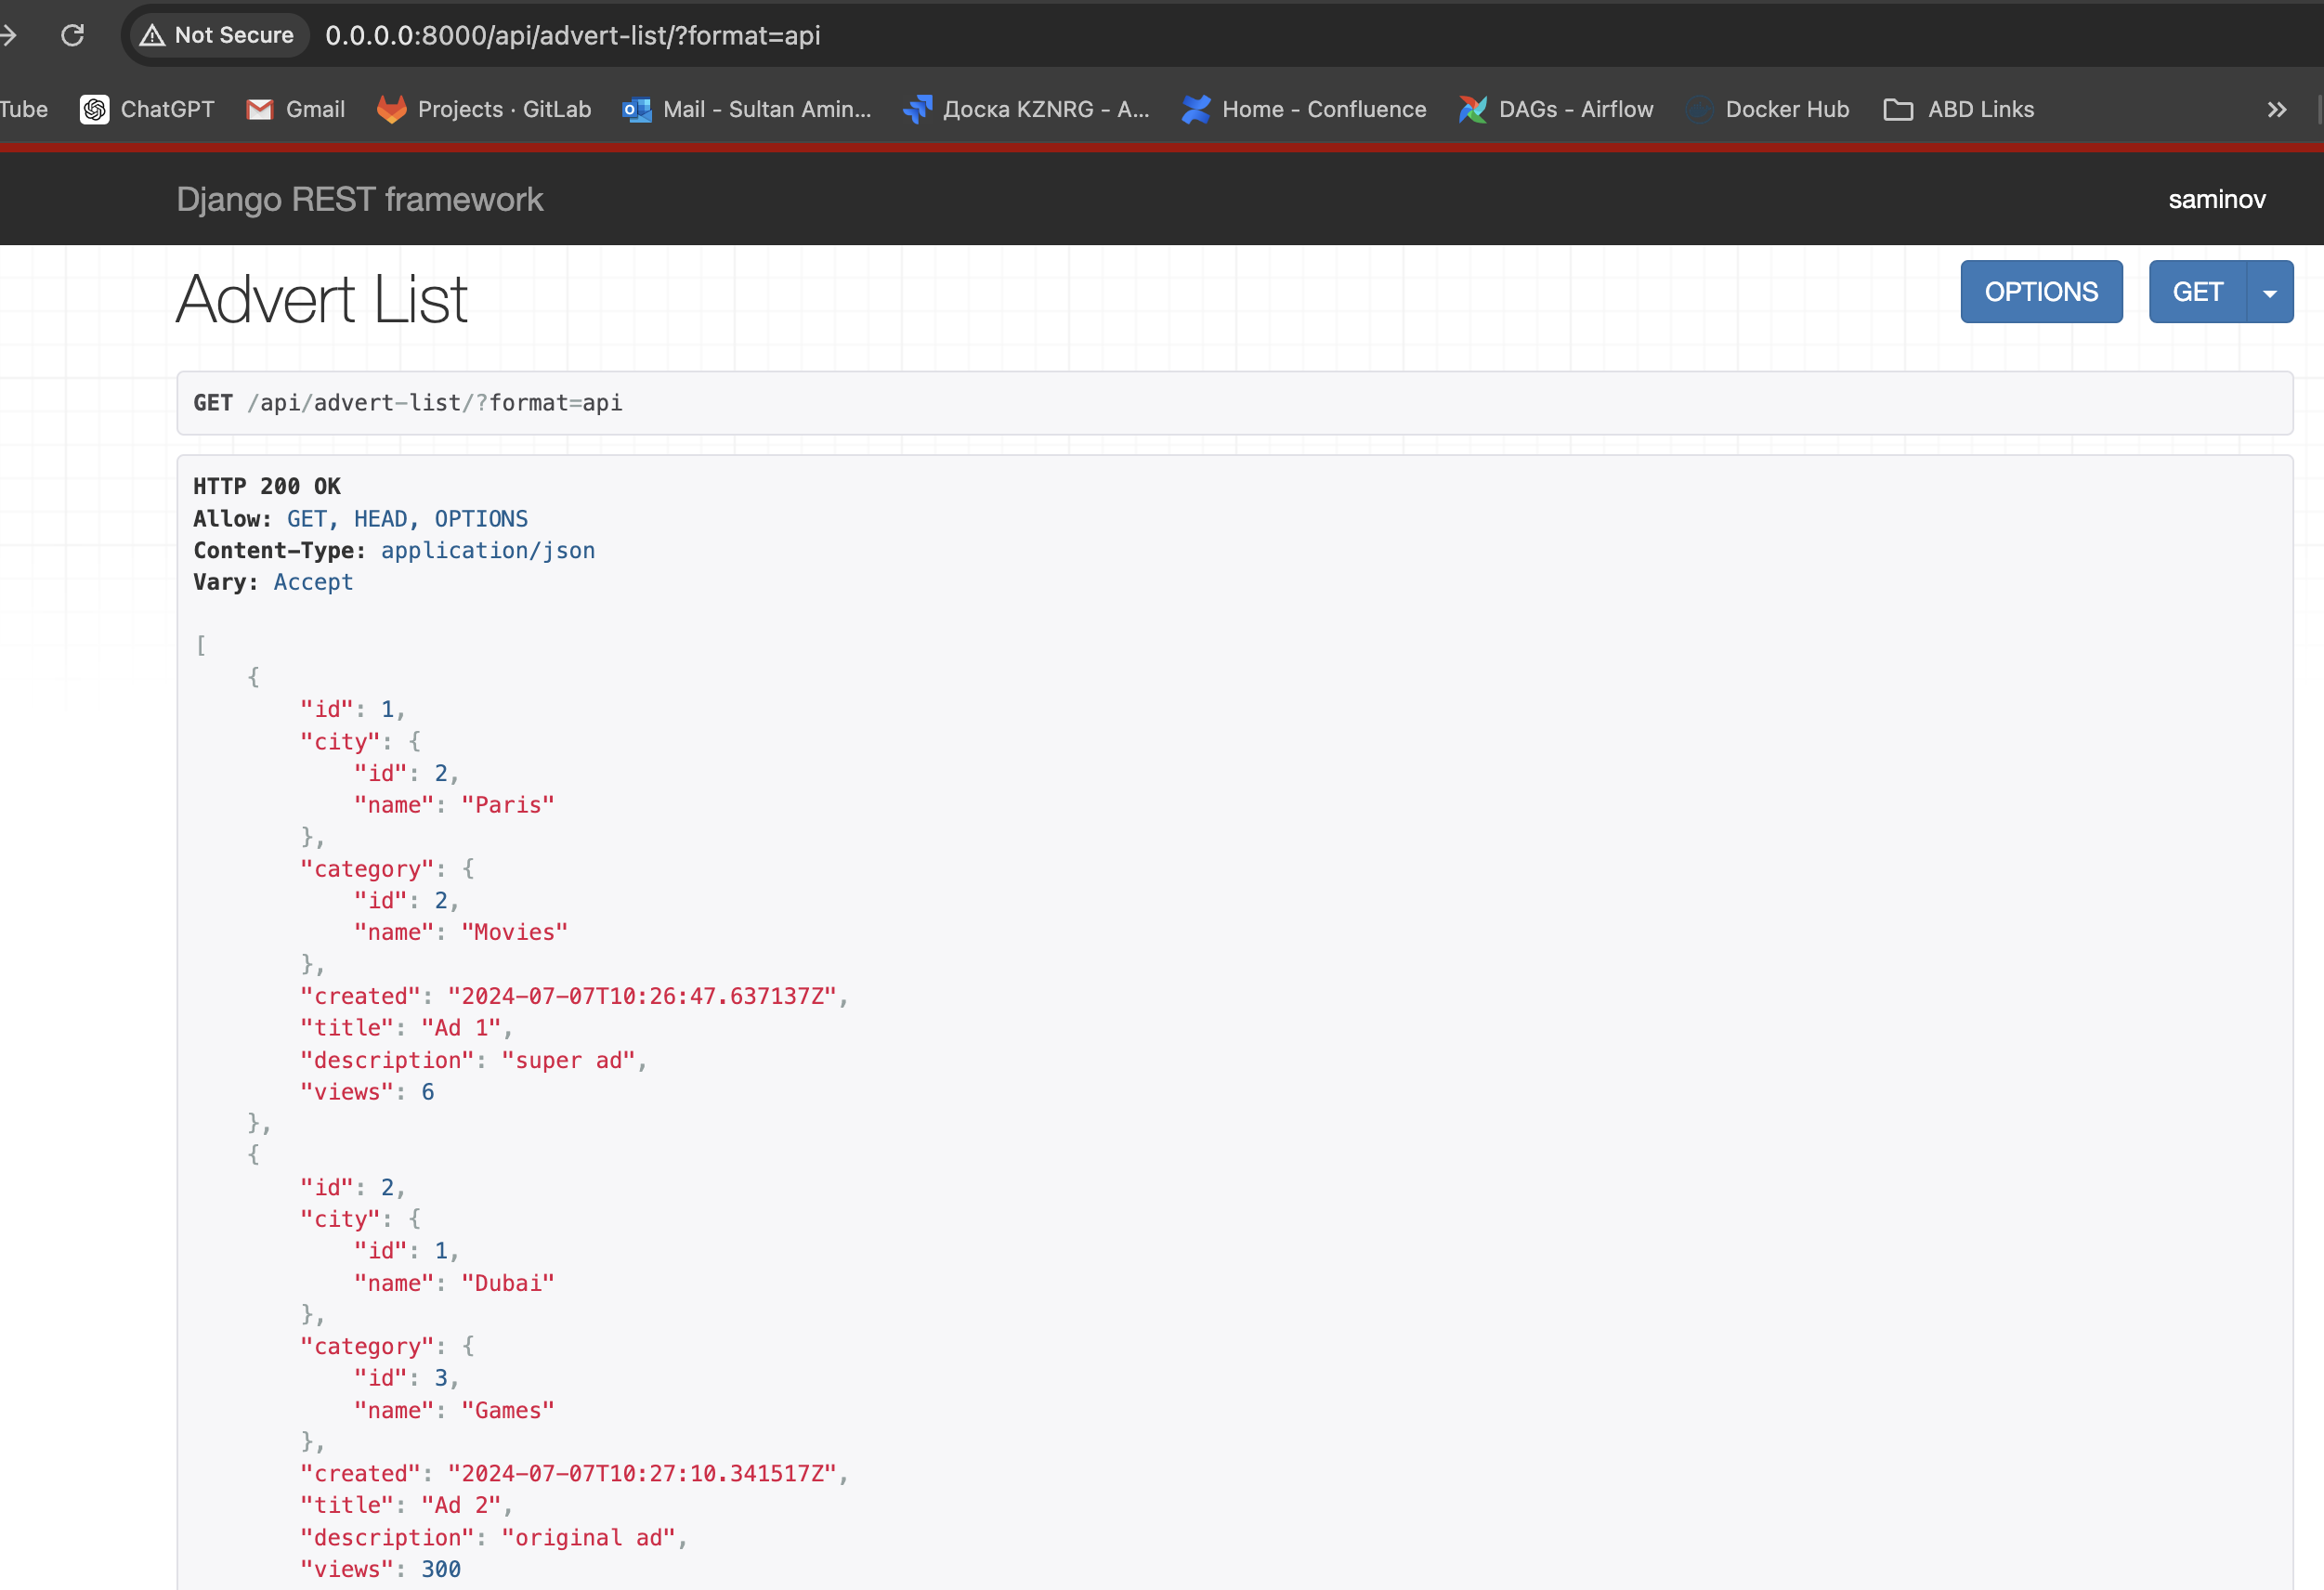 Not Secure 0.0.0.0:8000/api/advert-list/?format=api
Tube ChatGPT Gmail Projects · GitLab Mail - Sultan Amin... Доска KZNRG - A... Home - Confluence DAGs - Airflow Docker Hub ABD Links
Django REST framework saminov
Advert List OPTIONS GET
GET /api/advert-list/?format=api
HTTP 200 OK
Allow: GET, HEAD, OPTIONS
Content-Type: application/json
Vary: Accept
[
{
"id": 1,
"city": {
"id": 2,
"name": "Paris"
},
"category": {
"id": 2,
"name": "Movies"
},
"created": "2024-07-07T10:26:47.637137Z",
"title": "Ad 1",
"description": "super ad",
"views": 6
},
{
"id": 2,
"city": {
"id": 1,
"name": "Dubai"
},
"category": {
"id": 3,
"name": "Games"
},
"created": "2024-07-07T10:27:10.341517Z",
"title": "Ad 2",
"description": "original ad",
"views": 300